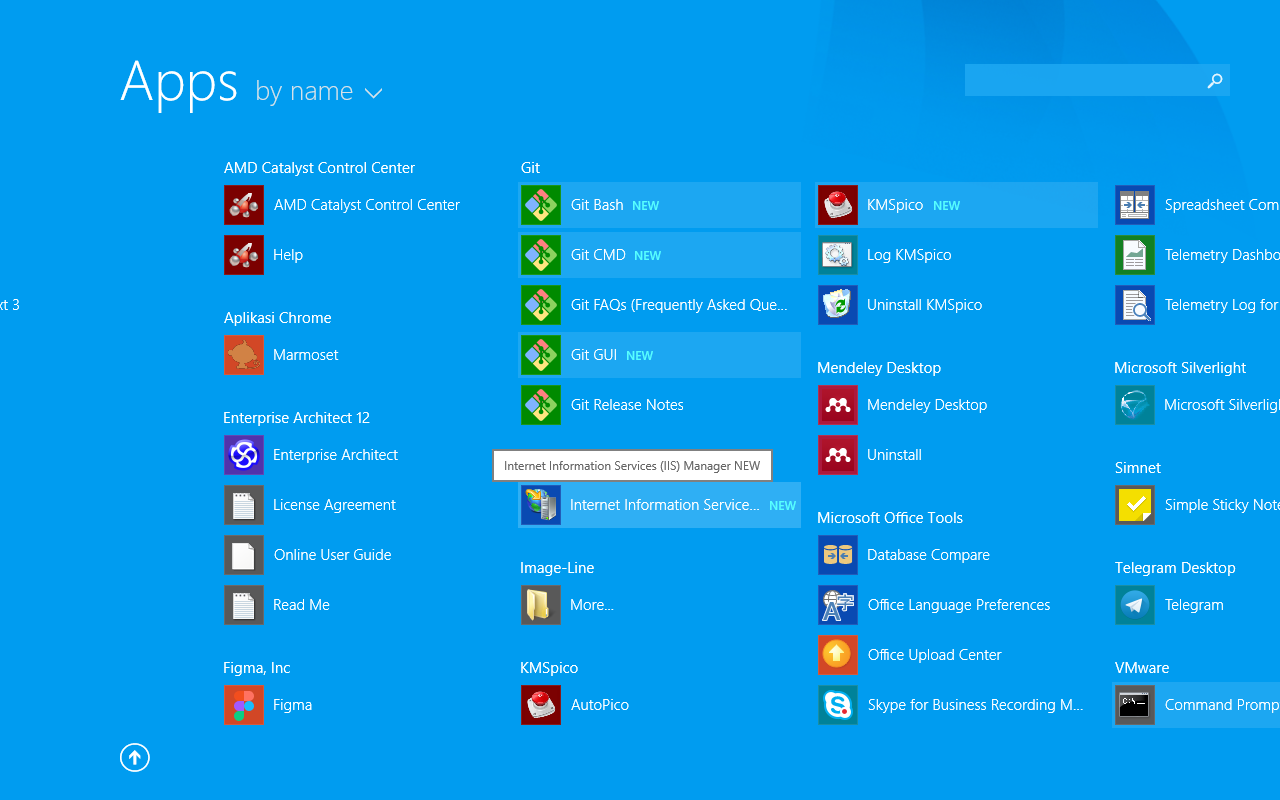 Apps by name
xt 3
AMD Catalyst Control Center
AMD Catalyst Control Center
Help
Aplikasi Chrome
Marmoset
Enterprise Architect 12
Enterprise Architect
License Agreement
Online User Guide
Read Me
Figma, Inc
Figma
Git
Git Bash NEW
Git CMD NEW
Git FAQs (Frequently Asked Que...
Git GUI NEW
Git Release Notes
Internet Information Services (IIS) Manager NEW
Internet Information Service... NEW
Image-Line
More...
KMSpico
AutoPico
KMSpico NEW
Log KMSpico
Uninstall KMSpico
Mendeley Desktop
Mendeley Desktop
Uninstall
Microsoft Office Tools
Database Compare
Office Language Preferences
Office Upload Center
Skype for Business Recording M...
Spreadsheet Com
Telemetry Dashbo
Telemetry Log for
Microsoft Silverlight
Microsoft Silverligh
Simnet
Simple Sticky Note
Telegram Desktop
Telegram
VMware
Command Promp